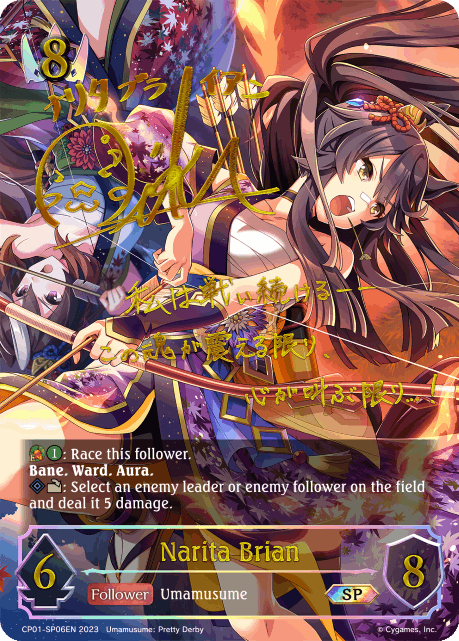 8
ナリタブライアン
私は戦い続ける——
この魂が震える限り、
心が叫ぶ限り…!
1: Race this follower.
Bane. Ward. Aura.
: Select an enemy leader or enemy follower on the field
and deal it 5 damage.
Narita Brian
6
Follower Umamusume
SP
8
CP01-SP06EN 2023 Umamusume: Pretty Derby
© Cygames, Inc.